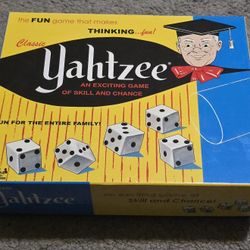 the FUN game that makes
THINKING...fun!
Classic
Yahtzee®
AN EXCITING GAME
OF SKILL AND CHANCE
FUN FOR THE ENTIRE FAMILY!
Yahtzee
Skill and Chance!